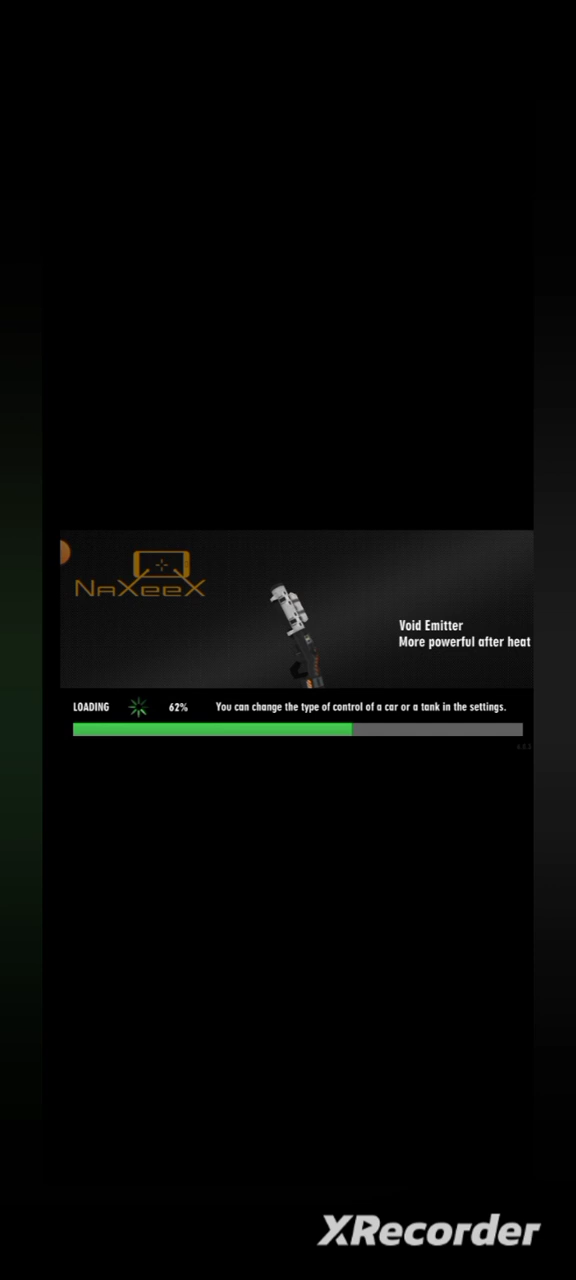 NAXEEX
Void Emitter
More powerful after heat
LOADING 62% You can change the type of control of a car or a tank in the settings.
XRecorder